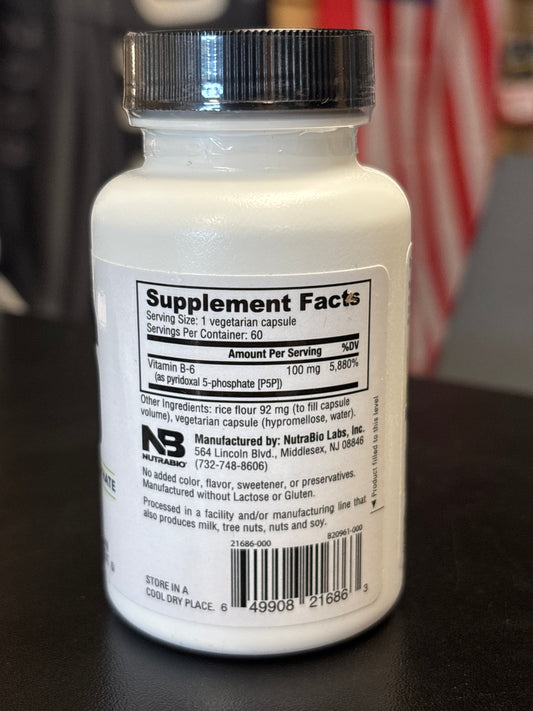 Supplement Facts
Serving Size: 1 vegetarian capsule
Servings Per Container: 60
Amount Per Serving %DV
Vitamin B-6 100 mg 5,880%
(as pyridoxal 5-phosphate [P5P])
Other Ingredients: rice flour 92 mg (to fill capsule
volume), vegetarian capsule (hypromellose, water).
NB
NUTRABIO
Manufactured by: NutraBio Labs, Inc.
564 Lincoln Blvd., Middlesex, NJ 08846
(732-748-8606)
No added color, flavor, sweetener, or preservatives.
Manufactured without Lactose or Gluten.
Processed in a facility and/or manufacturing line that
also produces milk, tree nuts, nuts and soy.
Product filled to this level
21686-000 B20961-000
STORE IN A
COOL DRY PLACE.
6 49908 21686 3